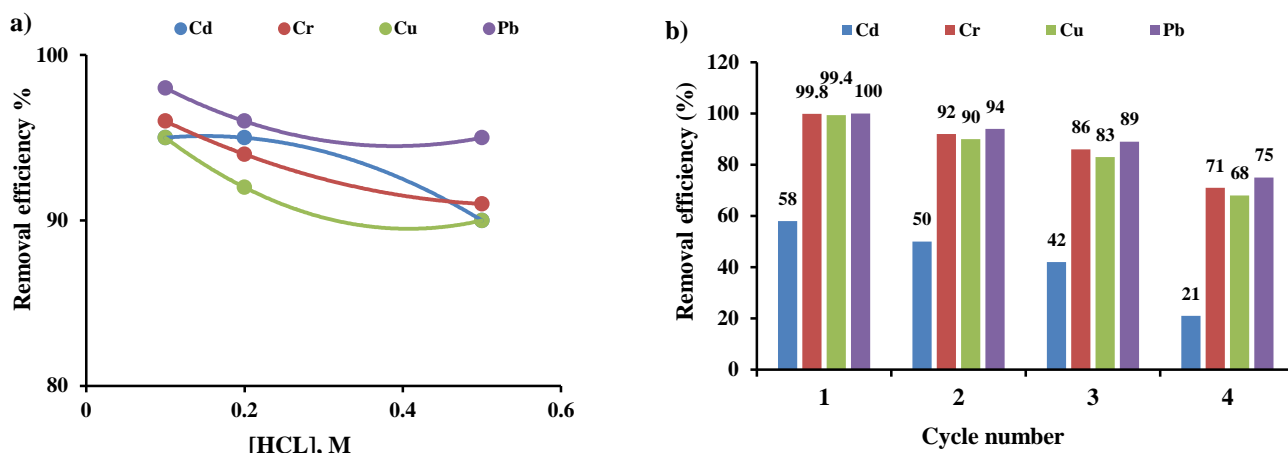 a)
Cd Cr Cu Pb
Removal efficiency %
100
90
80
0 0.2 0.4 0.6
[HCL], M
b)
Cd Cr Cu Pb
Removal efficiency (%)
120
100
80
60
40
20
0
58 99.8 99.4 100
50 92 90 94
42 86 83 89
21 71 68 75
1 2 3 4
Cycle number